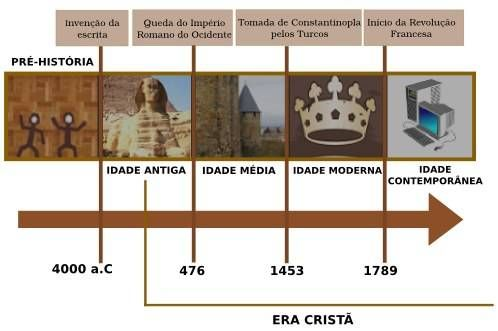 invenção da
escrita
Queda do Império
Romano do Ocidente
Tomada de Constantinopla
pelos Turcos
Início da Revolução
Francesa
PRÉ-HISTÓRIA
IDADE ANTIGA
IDADE MÉDIA
IDADE MODERNA
IDADE
CONTEMPORÂNEA
4000 a.C
476
1453
1789
ERA CRISTÃ